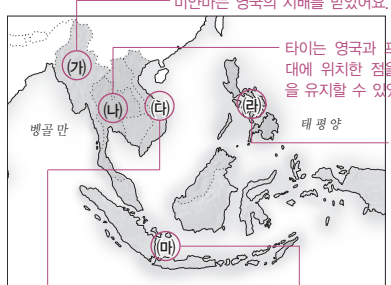 미얀마는 영국의 지배를 받았어요.
타이는 영국과
대에 위치한 점을
을 유지할 수 있었
(가)
(나)
(다)
(라)
벵골 만
태평양
(마)